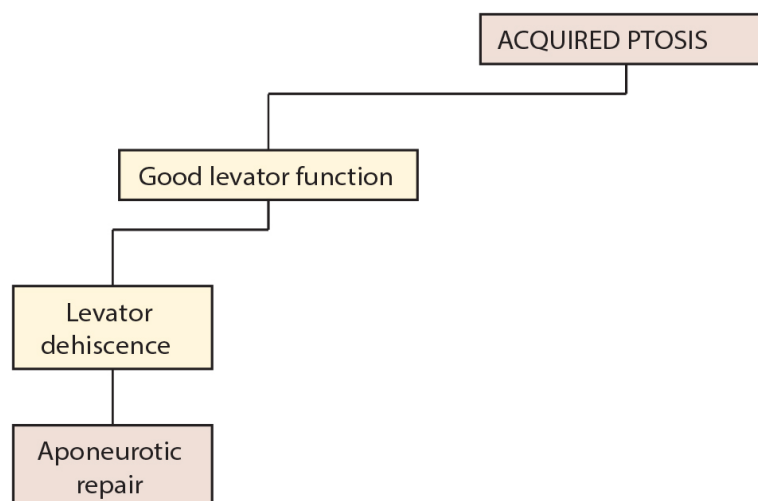 ACQUIRED PTOSIS
Good levator function
Levator
dehiscence
Aponeurotic
repair